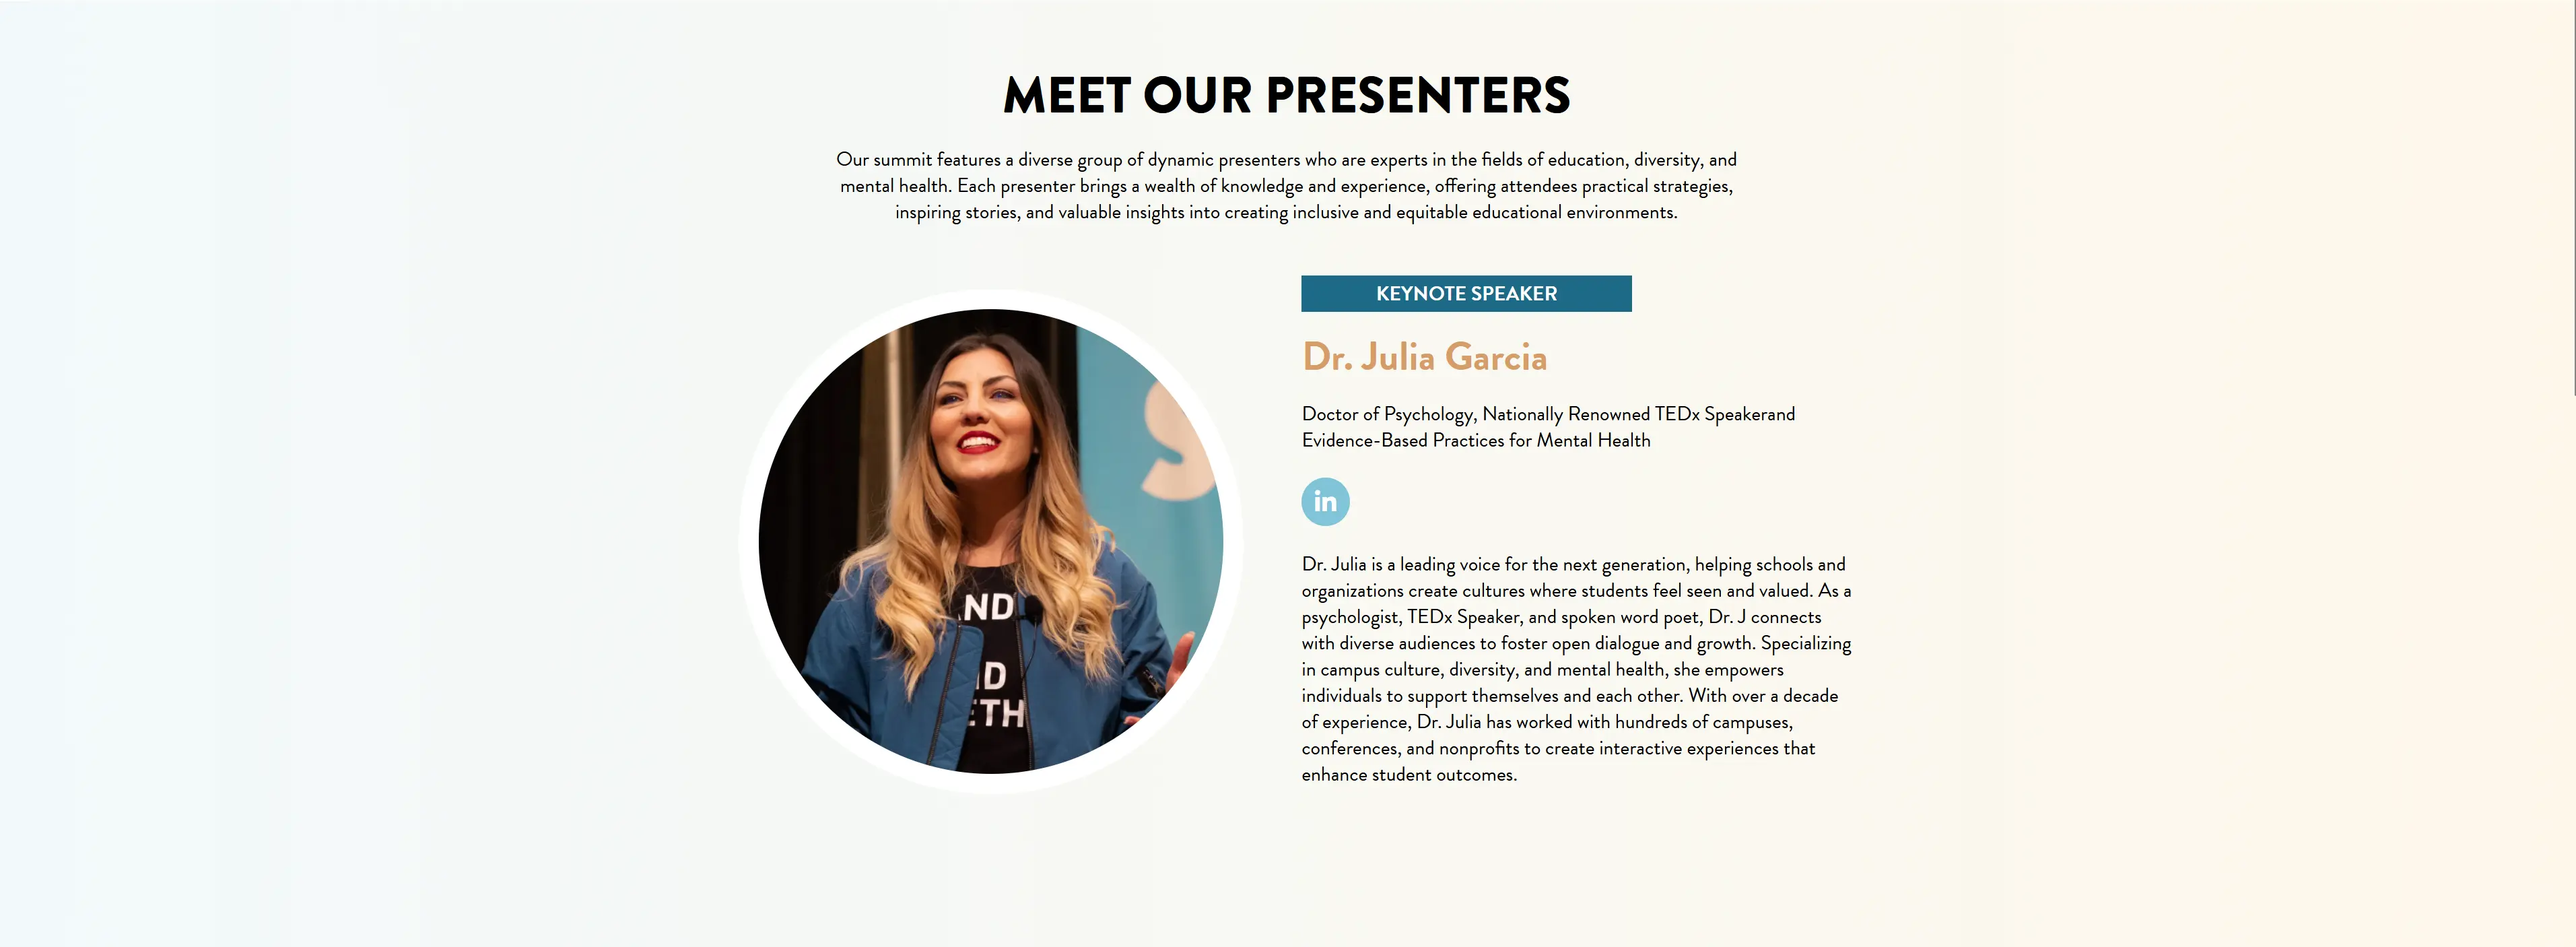 MEET OUR PRESENTERS
Our summit features a diverse group of dynamic presenters who are experts in the fields of education, diversity, and
mental health. Each presenter brings a wealth of knowledge and experience, offering attendees practical strategies,
inspiring stories, and valuable insights into creating inclusive and equitable educational environments.
KEYNOTE SPEAKER
Dr. Julia Garcia
Doctor of Psychology, Nationally Renowned TEDx Speakerand
Evidence-Based Practices for Mental Health
in
Dr. Julia is a leading voice for the next generation, helping schools and
organizations create cultures where students feel seen and valued. As a
psychologist, TEDx Speaker, and spoken word poet, Dr. J connects
with diverse audiences to foster open dialogue and growth. Specializing
in campus culture, diversity, and mental health, she empowers
individuals to support themselves and each other. With over a decade
of experience, Dr. Julia has worked with hundreds of campuses,
conferences, and nonprofits to create interactive experiences that
enhance student outcomes.